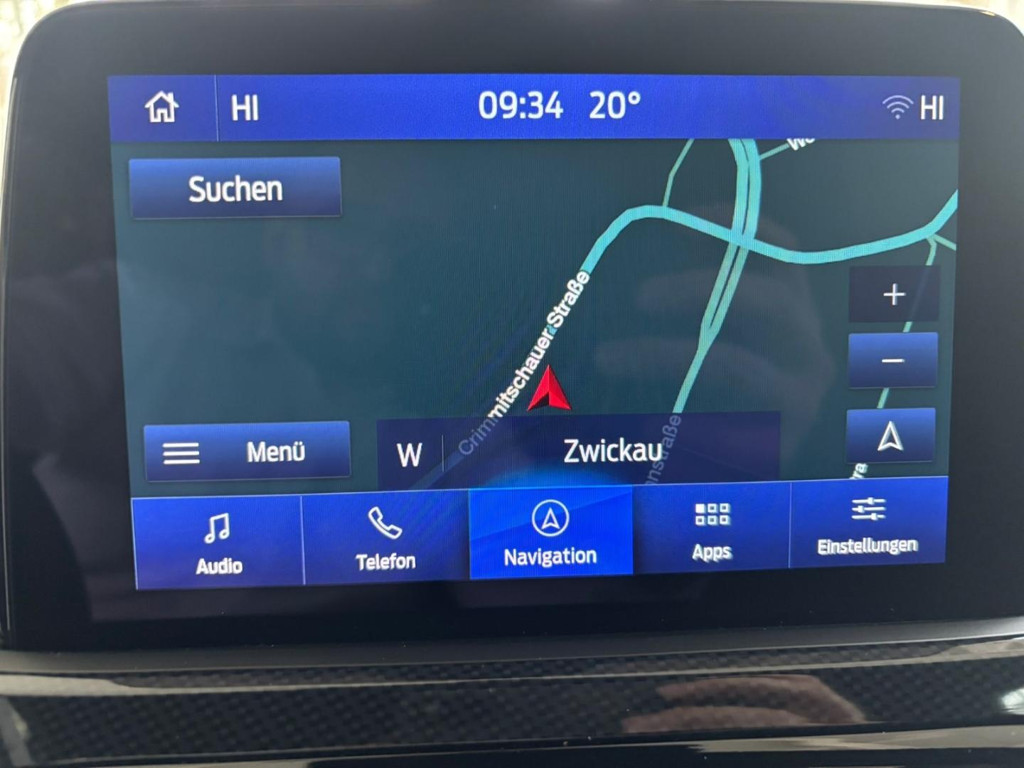 HI 09:34 20° HI
Suchen
Crimmitschauer Straße
+
−
Menü W Zwickau
Audio Telefon Navigation Apps Einstellungen